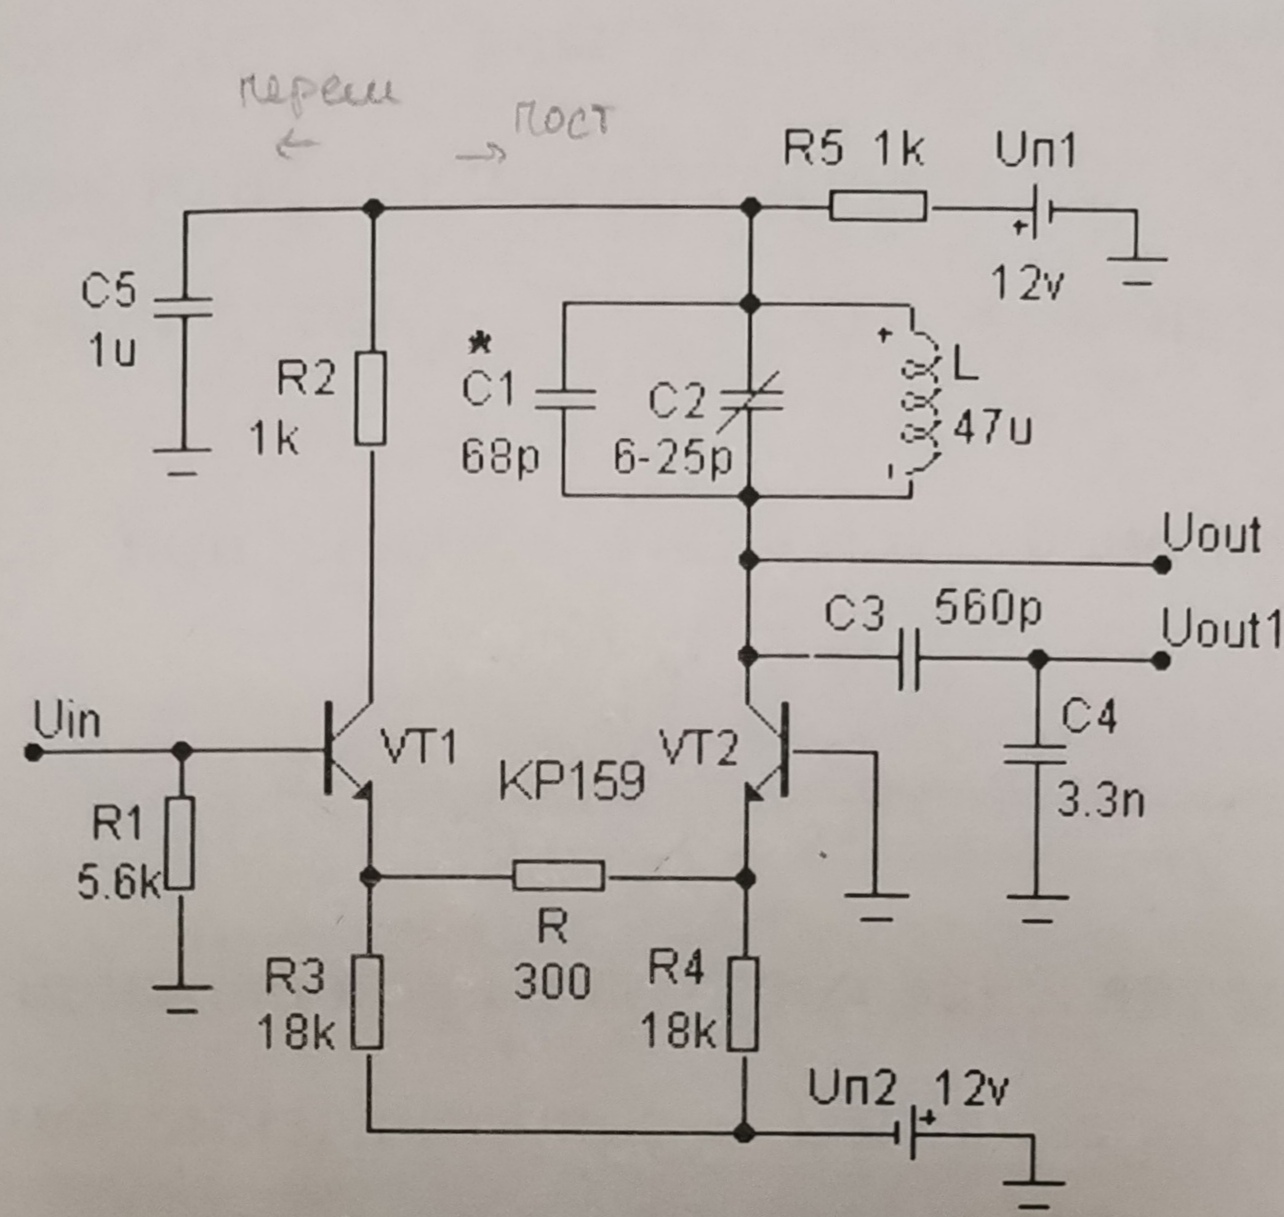 перем
←
пост
→
R5 1k
Uп1
+
12v
C5
1u
R2
1k
*
C1
68p
C2
6-25p
+
L
47u
Uout
C3 560p
Uout1
Uin
VT1
KP159
VT2
C4
3.3n
R1
5.6k
R
300
R3
18k
R4
18k
Uп2
12v
+